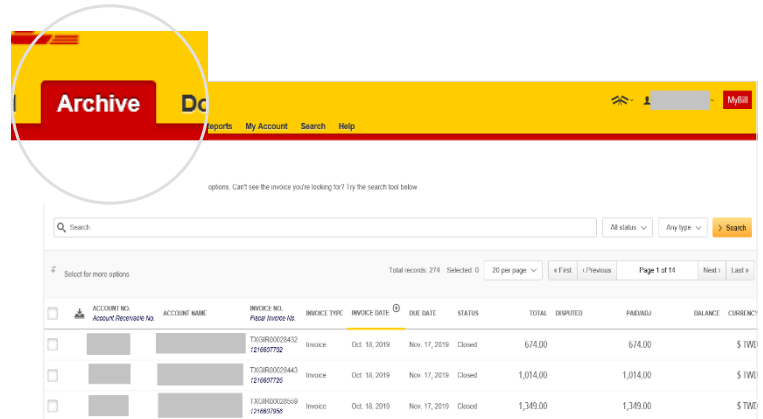 Archive
Do
eports My Account Search Help
MyBill
options. Can't see the invoice you're looking for? Try the search tool below
Search
All status
Any type
> Search
Select for more options
Total records: 274 Selected: 0
20 per page
« First ‹ Previous Page 1 of 14 Next › Last »
ACCOUNT NO.
Account Receivable No.
ACCOUNT NAME
INVOICE NO.
Fiscal Invoice No.
INVOICE TYPE INVOICE DATE DUE DATE STATUS TOTAL DISPUTED PAID/ADJ BALANCE CURRENCY
TXGIR00028432
1216907732
Invoice Oct. 18, 2019 Nov. 17, 2019 Closed 674.00 674.00 $ TWD
TXGIR00028443
1216907726
Invoice Oct. 18, 2019 Nov. 17, 2019 Closed 1,014.00 1,014.00 $ TWD
TXGIR00028559
1216907956
Invoice Oct. 18, 2019 Nov. 17, 2019 Closed 1,349.00 1,349.00 $ TWD